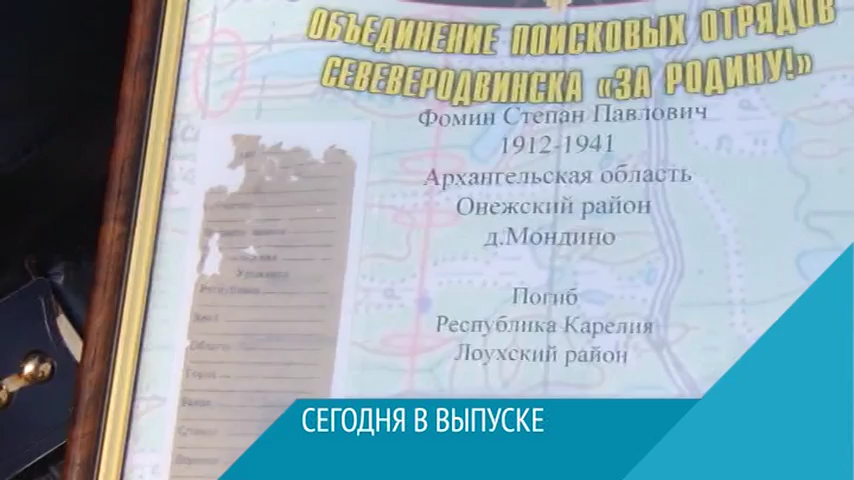 ОБЪЕДИНЕНИЕ ПОИСКОВЫХ ОТРЯДОВ
СЕВЕВЕРОДВИНСКА «ЗА РОДИНУ!»
Фомин Степан Павлович
1912-1941
Архангельская область
Онежский район
д.Мондино
Погиб
Республика Карелия
Лоухский район
Республика
СЕГОДНЯ В ВЫПУСКЕ